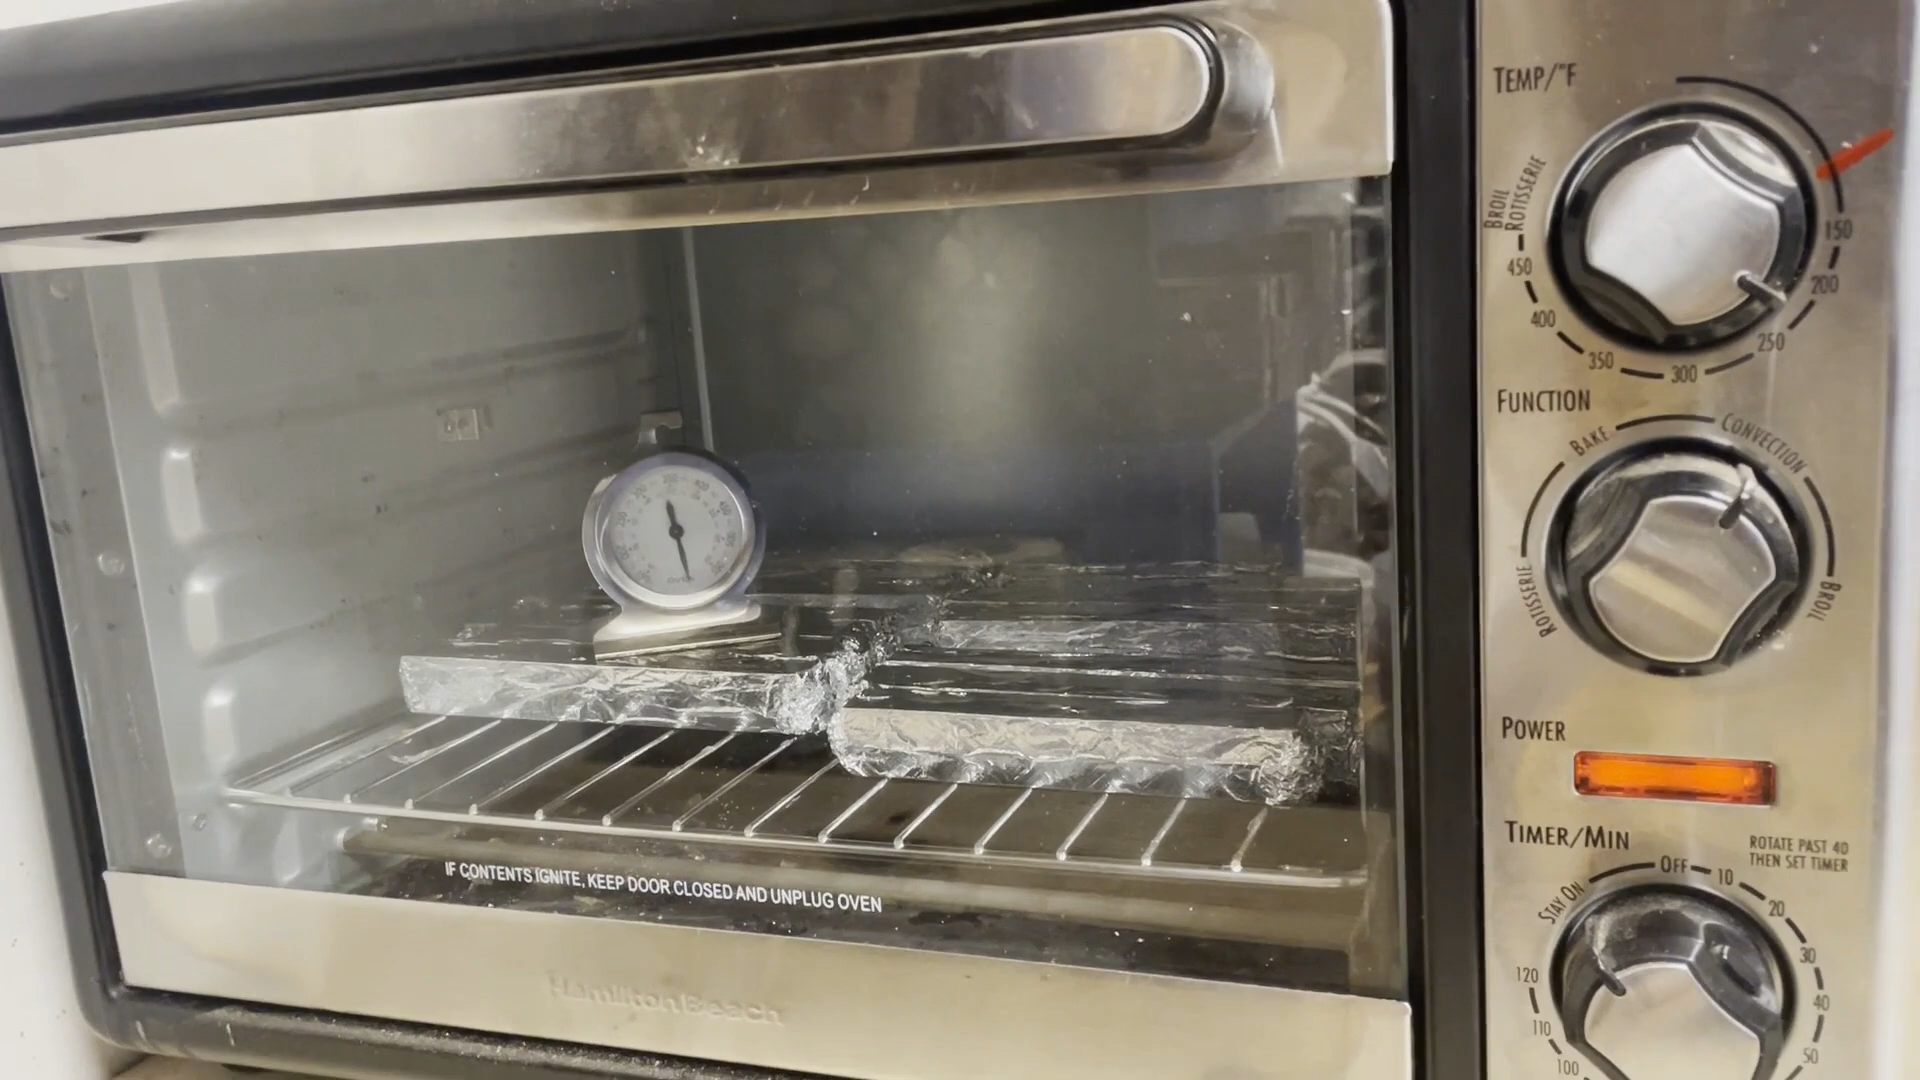 TEMP/°F
BROIL
ROTISSERIE
150
200
250
300
350
400
450
FUNCTION
BAKE
CONVECTION
BROIL
ROTISSERIE
POWER
TIMER/MIN
ROTATE PAST 40
THEN SET TIMER
STAY ON
OFF
10
20
30
40
50
100
110
120
IF CONTENTS IGNITE, KEEP DOOR CLOSED AND UNPLUG OVEN
Hamilton Beach